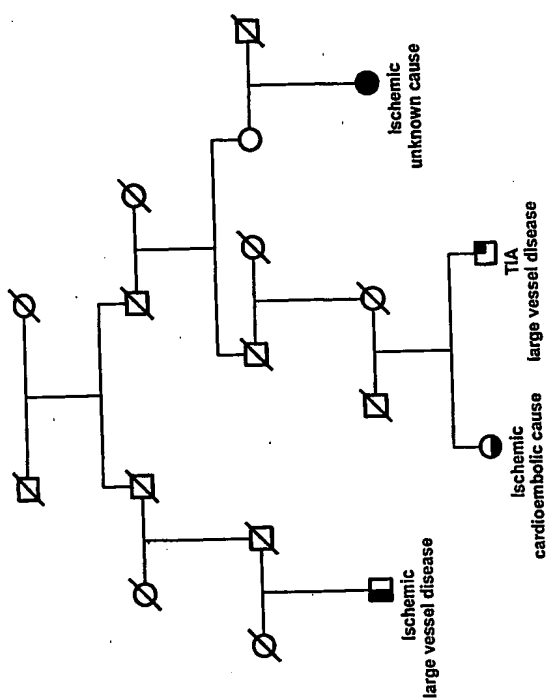 Ischemic
large vessel disease
Ischemic
cardioembolic cause
TIA
large vessel disease
Ischemic
unknown cause